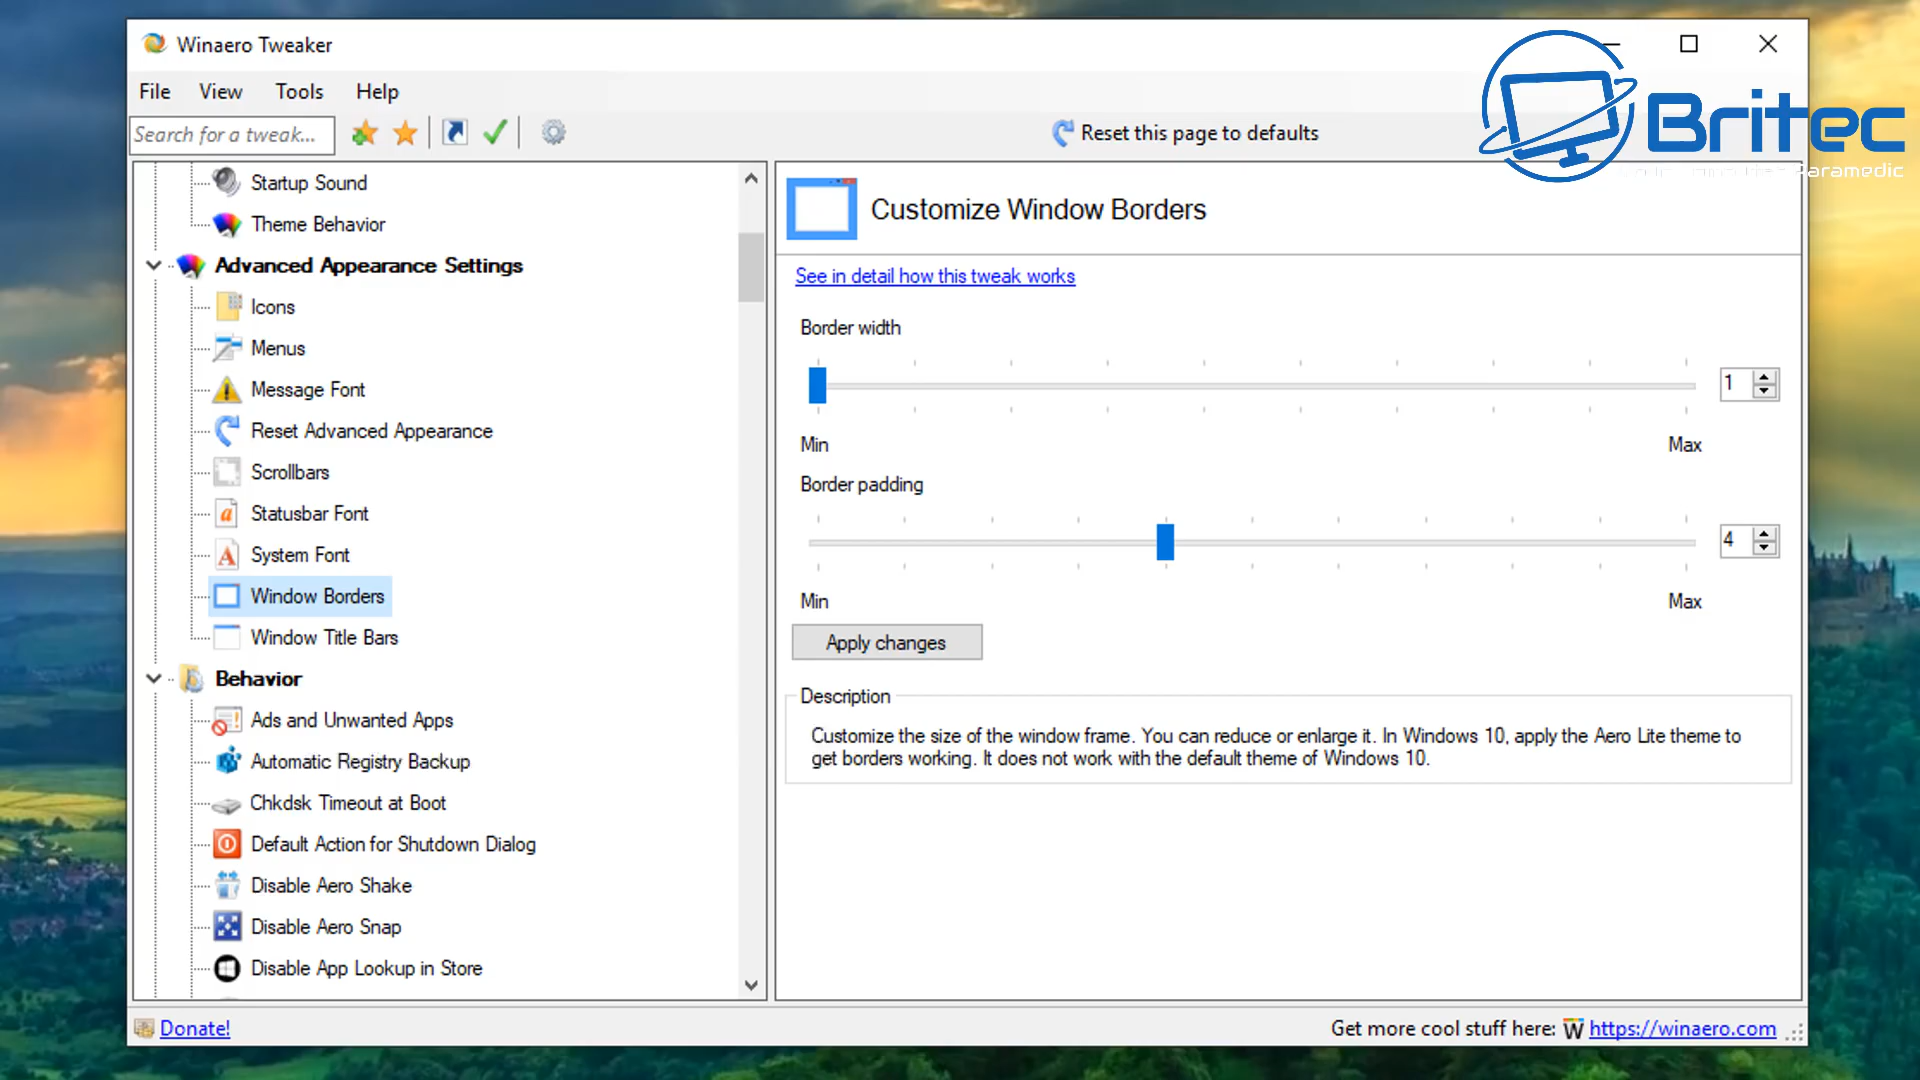 Winaero Tweaker
File View Tools Help
Search for a tweak...
Reset this page to defaults
Britec
Startup Sound
Theme Behavior
Advanced Appearance Settings
Icons
Menus
Message Font
Reset Advanced Appearance
Scrollbars
Statusbar Font
System Font
Window Borders
Window Title Bars
Behavior
Ads and Unwanted Apps
Automatic Registry Backup
Chkdsk Timeout at Boot
Default Action for Shutdown Dialog
Disable Aero Shake
Disable Aero Snap
Disable App Lookup in Store
Customize Window Borders
See in detail how this tweak works
Border width
1
Min Max
Border padding
4
Min Max
Apply changes
Description
Customize the size of the window frame. You can reduce or enlarge it. In Windows 10, apply the Aero Lite theme to
get borders working. It does not work with the default theme of Windows 10.
Donate!
Get more cool stuff here: W https://winaero.com